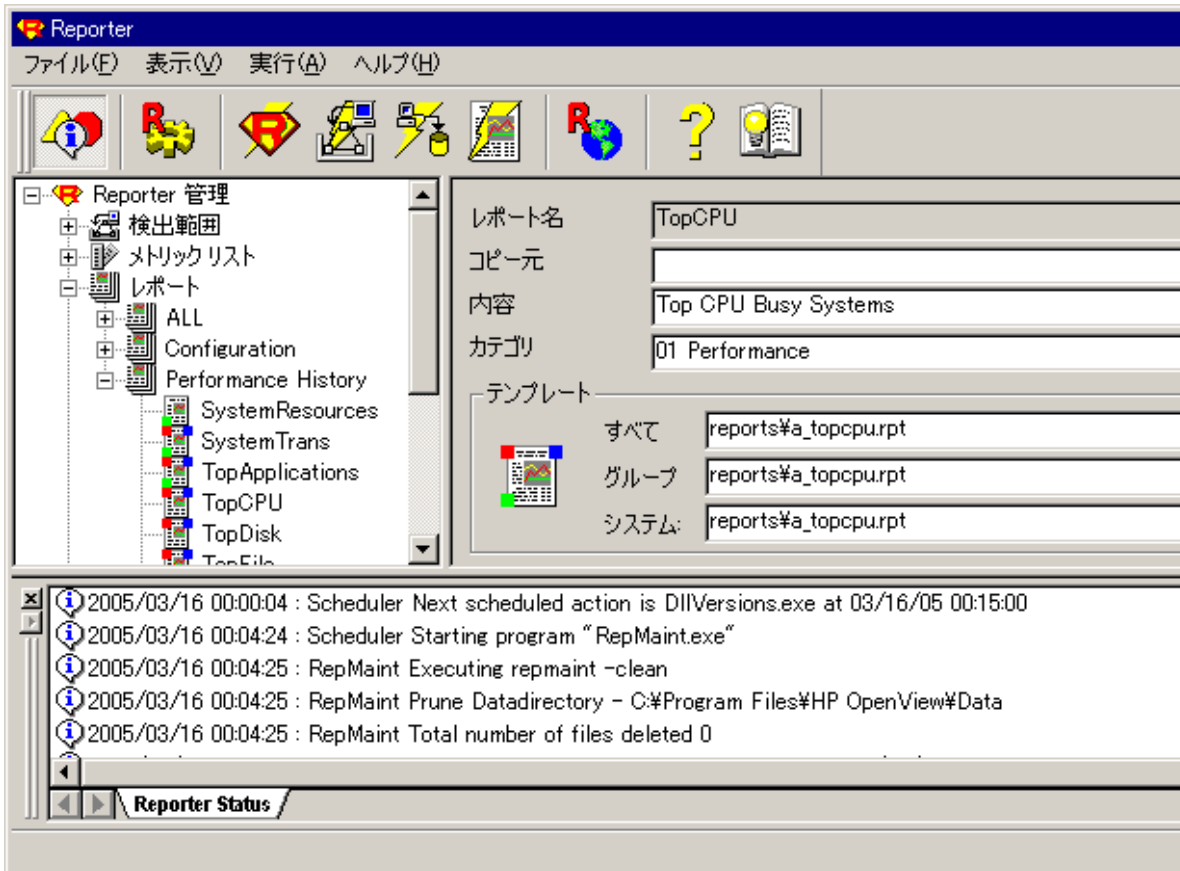 Reporter
ファイル(F) 表示(V) 実行(A) ヘルプ(H)
Reporter 管理
検出範囲
メトリック リスト
レポート
ALL
Configuration
Performance History
SystemResources
SystemTrans
TopApplications
TopCPU
TopDisk
TopFile
レポート名 TopCPU
コピー元
内容 Top CPU Busy Systems
カテゴリ 01 Performance
テンプレート
すべて reports¥a_topcpu.rpt
グループ reports¥a_topcpu.rpt
システム: reports¥a_topcpu.rpt
2005/03/16 00:00:04 : Scheduler Next scheduled action is DllVersions.exe at 03/16/05 00:15:00
2005/03/16 00:04:24 : Scheduler Starting program "RepMaint.exe"
2005/03/16 00:04:25 : RepMaint Executing repmaint -clean
2005/03/16 00:04:25 : RepMaint Prune Datadirectory - C:¥Program Files¥HP OpenView¥Data
2005/03/16 00:04:25 : RepMaint Total number of files deleted 0
Reporter Status